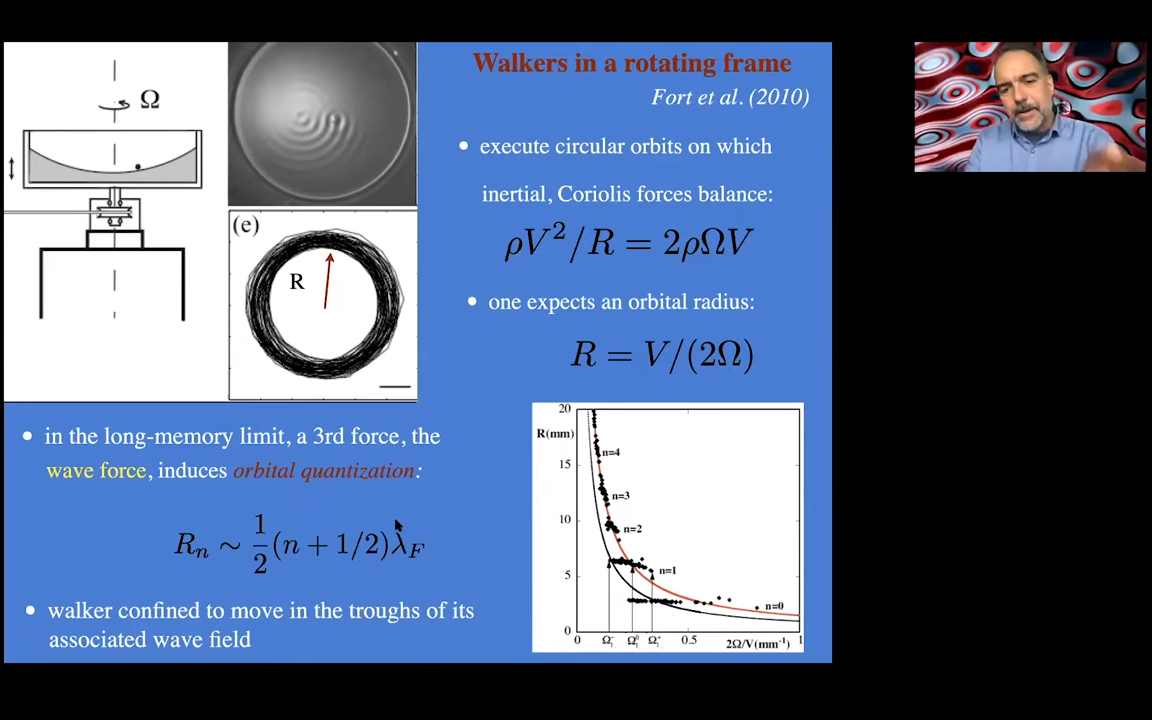 Walkers in a rotating frame
Fort et al. (2010)
Ω
(e)
R
• execute circular orbits on which
inertial, Coriolis forces balance:
ρV²/R = 2ρΩV
• one expects an orbital radius:
R = V/(2Ω)
• in the long-memory limit, a 3rd force, the
wave force, induces orbital quantization:
Rₙ ~ 1/2 (n + 1/2)λ_F
• walker confined to move in the troughs of its
associated wave field
20
R(mm)
n=4
15
n=3
n=2
10
n=1
5
n=0
0
0 0.5 1
2Ω/V(mm⁻¹)